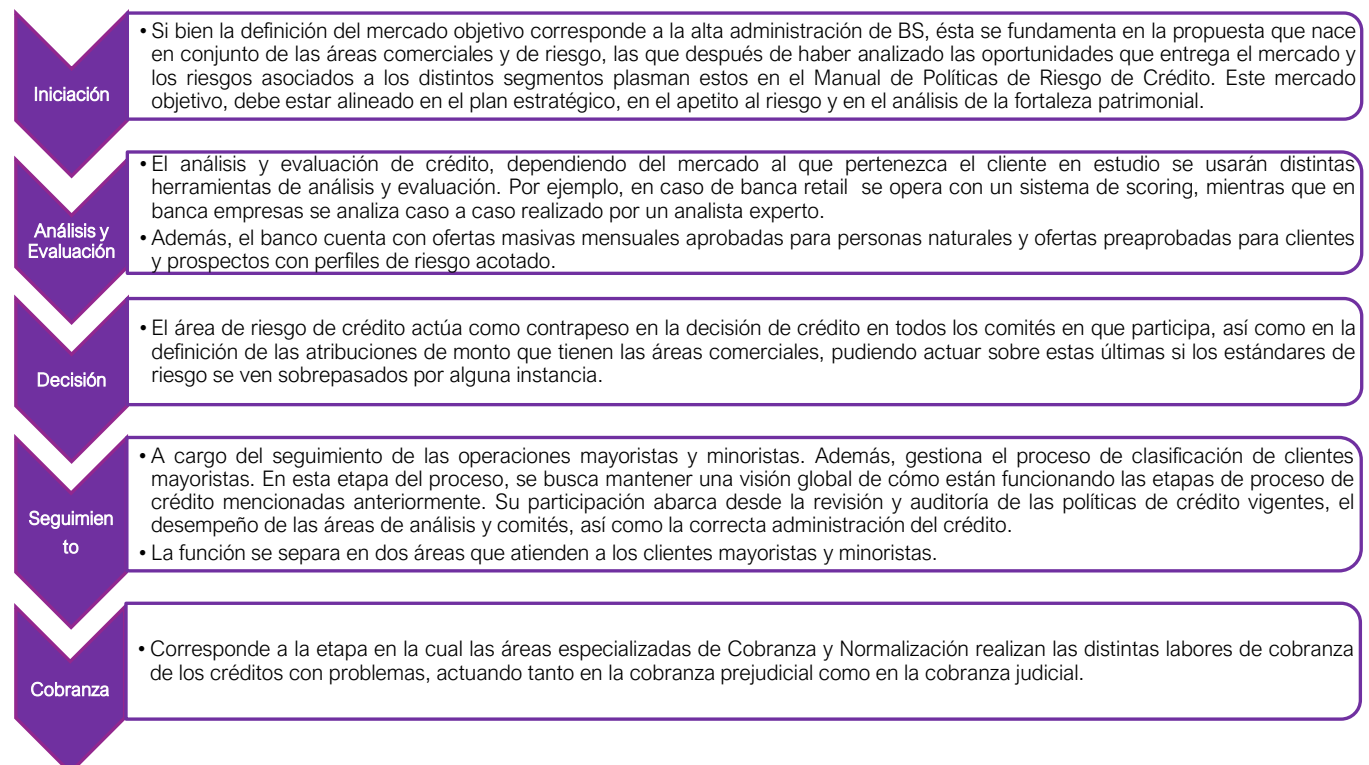 Iniciación
• Si bien la definición del mercado objetivo corresponde a la alta administración de BS, ésta se fundamenta en la propuesta que nace
en conjunto de las áreas comerciales y de riesgo, las que después de haber analizado las oportunidades que entrega el mercado y
los riesgos asociados a los distintos segmentos plasman estos en el Manual de Políticas de Riesgo de Crédito. Este mercado
objetivo, debe estar alineado en el plan estratégico, en el apetito al riesgo y en el análisis de la fortaleza patrimonial.
Análisis y
Evaluación
• El análisis y evaluación de crédito, dependiendo del mercado al que pertenezca el cliente en estudio se usarán distintas
herramientas de análisis y evaluación. Por ejemplo, en caso de banca retail se opera con un sistema de scoring, mientras que en
banca empresas se analiza caso a caso realizado por un analista experto.
• Además, el banco cuenta con ofertas masivas mensuales aprobadas para personas naturales y ofertas preaprobadas para clientes
y prospectos con perfiles de riesgo acotado.
Decisión
• El área de riesgo de crédito actúa como contrapeso en la decisión de crédito en todos los comités en que participa, así como en la
definición de las atribuciones de monto que tienen las áreas comerciales, pudiendo actuar sobre estas últimas si los estándares de
riesgo se ven sobrepasados por alguna instancia.
Seguimien
to
• A cargo del seguimiento de las operaciones mayoristas y minoristas. Además, gestiona el proceso de clasificación de clientes
mayoristas. En esta etapa del proceso, se busca mantener una visión global de cómo están funcionando las etapas de proceso de
crédito mencionadas anteriormente. Su participación abarca desde la revisión y auditoría de las políticas de crédito vigentes, el
desempeño de las áreas de análisis y comités, así como la correcta administración del crédito.
• La función se separa en dos áreas que atienden a los clientes mayoristas y minoristas.
Cobranza
• Corresponde a la etapa en la cual las áreas especializadas de Cobranza y Normalización realizan las distintas labores de cobranza
de los créditos con problemas, actuando tanto en la cobranza prejudicial como en la cobranza judicial.